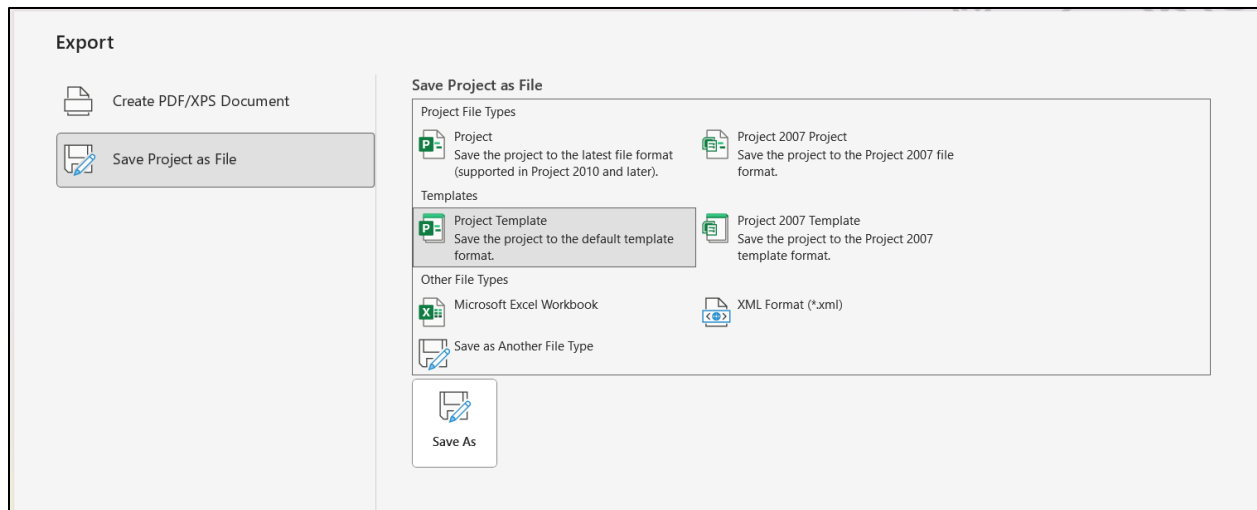 Export
Create PDF/XPS Document
Save Project as File
Save Project as File
Project File Types
Project
Save the project to the latest file format
(supported in Project 2010 and later).
Project 2007 Project
Save the project to the Project 2007 file
format.
Templates
Project Template
Save the project to the default template
format.
Project 2007 Template
Save the project to the Project 2007
template format.
Other File Types
Microsoft Excel Workbook
XML Format (*.xml)
Save as Another File Type
Save As